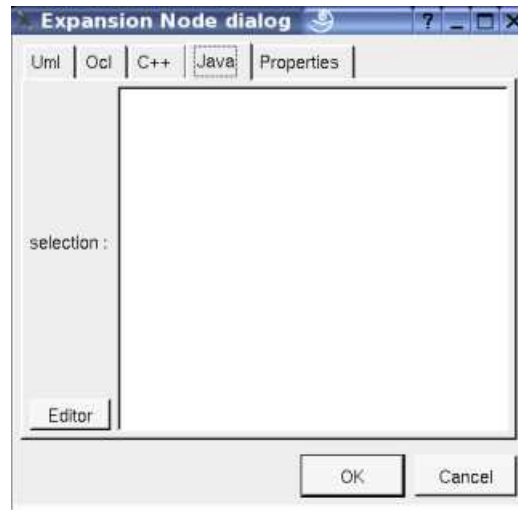 Expansion Node dialog ?
Uml Ocl C++ Java Properties
selection :
Editor
OK Cancel